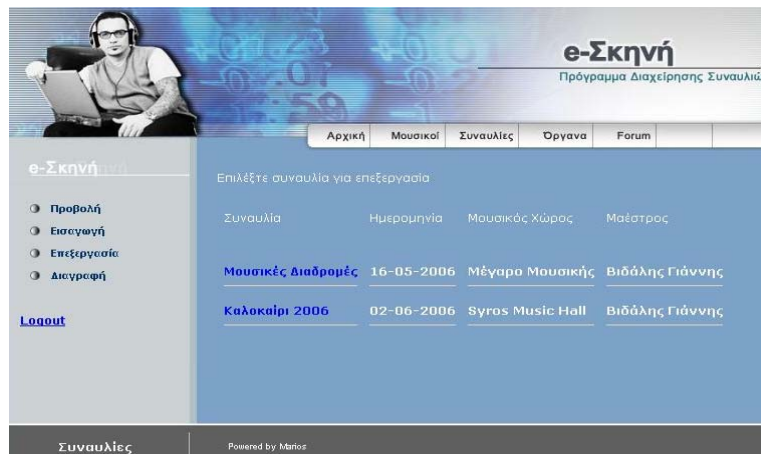 e-Σκηνή
Πρόγραμμα Διαχείρησης Συναυλιώ
Αρχική Μουσικοί Συναυλίες Όργανα Forum
e-Σκηνή
Επιλέξτε συναυλία για επεξεργασία
Προβολή
Εισαγωγή
Επεξεργασία
Διαγραφή
Logout
Συναυλία Ημερομηνία Μουσικός Χώρος Μαέστρος
Μουσικές Διαδρομές 16-05-2006 Μέγαρο Μουσικής Βιδάλης Γιάννης
Καλοκαίρι 2006 02-06-2006 Syros Music Hall Βιδάλης Γιάννης
Συναυλίες
Powered by Marios